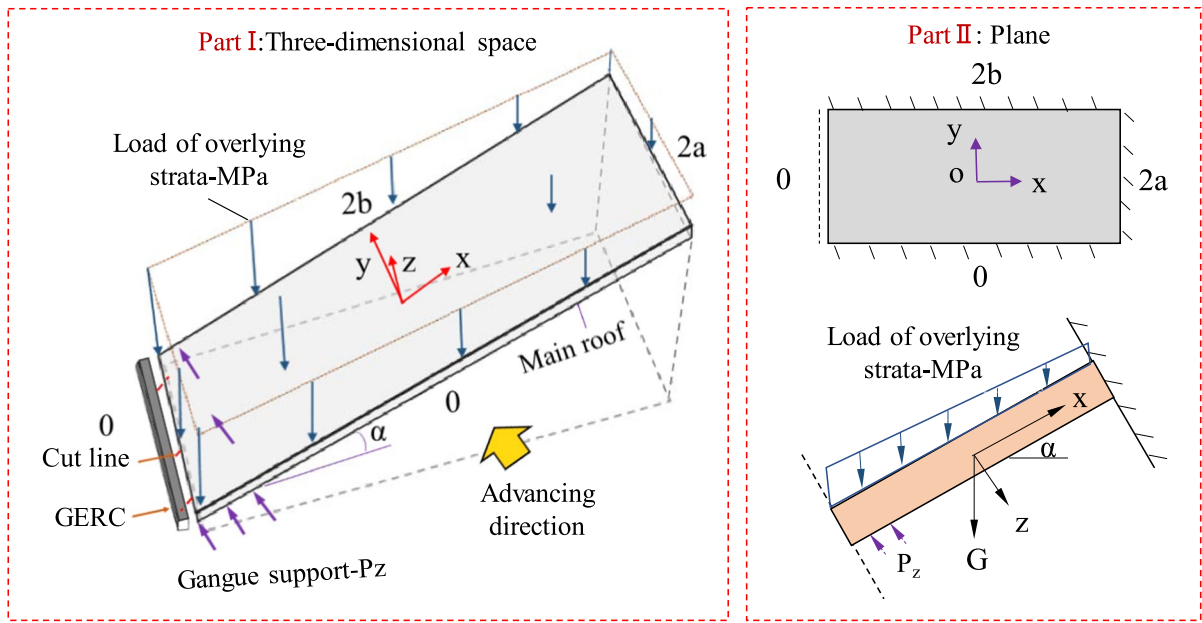 Part Ⅰ:Three-dimensional space
Load of overlying
strata-MPa
2a
2b
y
z
x
Main roof
0
0
α
Cut line
GERC
Advancing
direction
Gangue support-Pz
Part Ⅱ: Plane
2b
y
o
x
0
2a
0
Load of overlying
strata-MPa
x
α
z
Pz
G